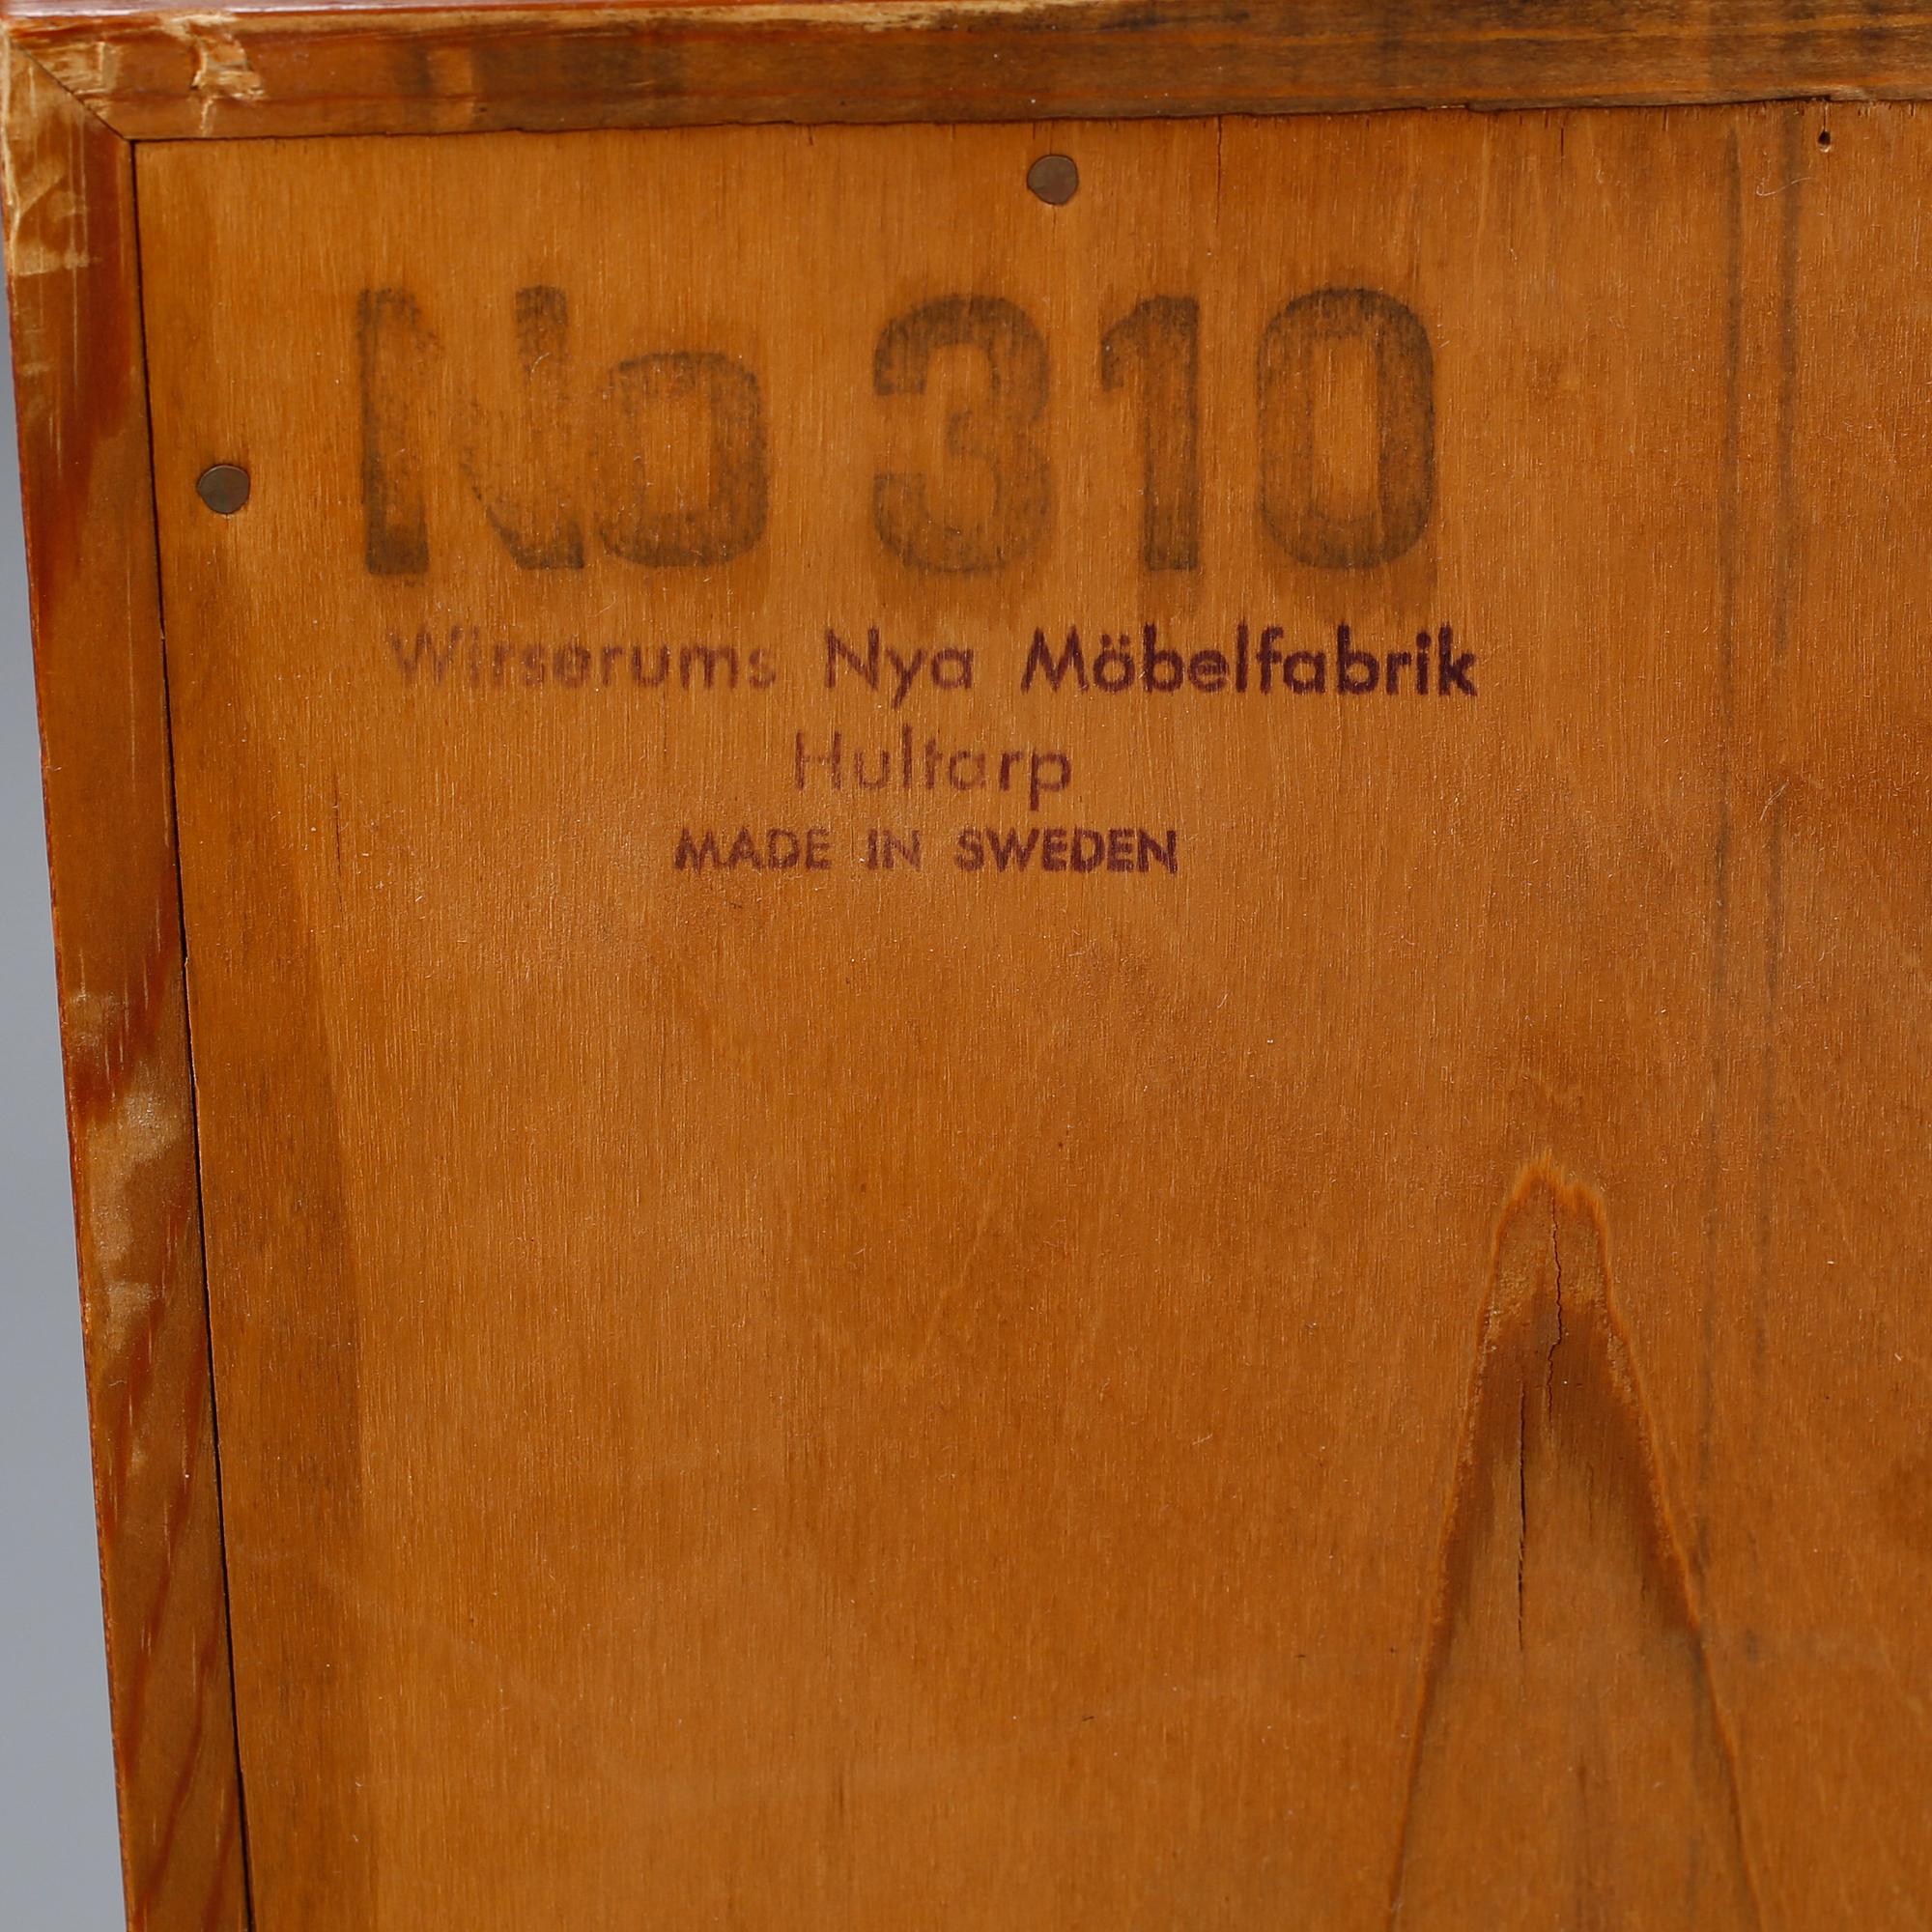 No 310
Wirserums Nya Möbelfabrik
Hultarp
MADE IN SWEDEN